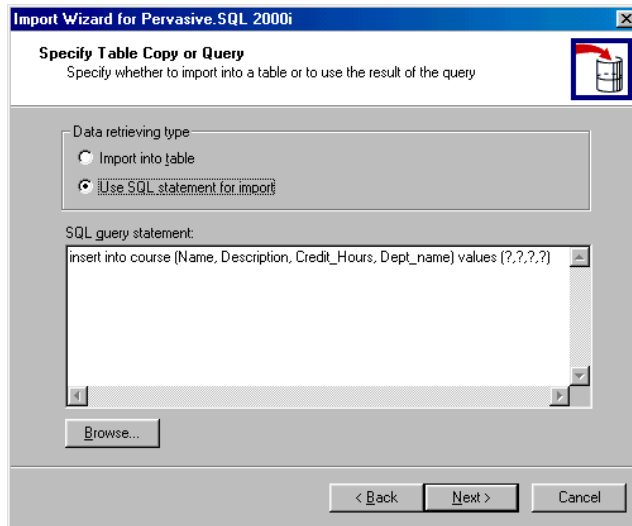 Import Wizard for Pervasive.SQL 2000i
Specify Table Copy or Query
Specify whether to import into a table or to use the result of the query
Data retrieving type
Import into table
Use SQL statement for import
SQL query statement:
insert into course (Name, Description, Credit_Hours, Dept_name) values (?,?,?,?)
Browse...
< Back
Next >
Cancel